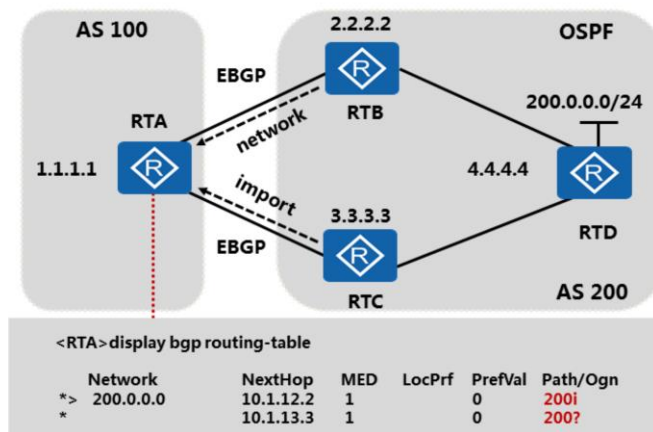 AS 100
2.2.2.2
OSPF
EBGP
RTA
RTB
200.0.0.0/24
network
1.1.1.1
R
R
R
4.4.4.4
import
3.3.3.3
R
RTD
EBGP
RTC
AS 200
<RTA>display bgp routing-table
Network NextHop MED LocPrf PrefVal Path/Ogn
*> 200.0.0.0 10.1.12.2 1 0 200i
* 10.1.13.3 1 0 200?